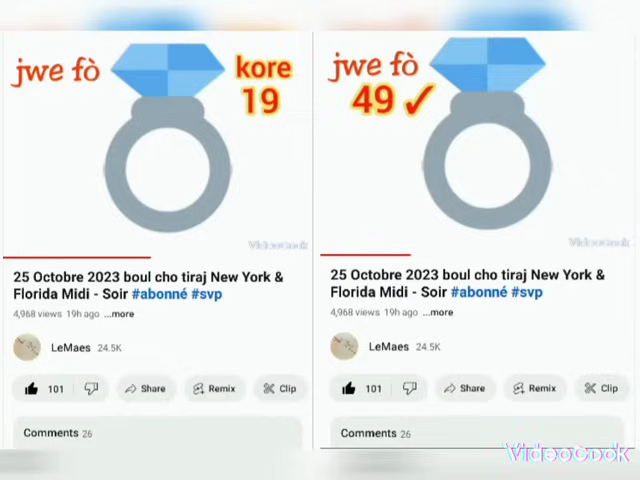 jwe fò
kore
19
VideoCook
25 Octobre 2023 boul cho tiraj New York &
Florida Midi - Soir #abonné #svp
4,968 views 19h ago ...more
LeMaes 24.5K
101
Share
Remix
Clip
Comments 26
jwe fò
49 ✓
VideoCook
25 Octobre 2023 boul cho tiraj New York &
Florida Midi - Soir #abonné #svp
4,968 views 19h ago ...more
LeMaes 24.5K
101
Share
Remix
Clip
Comments 26
VideoCook